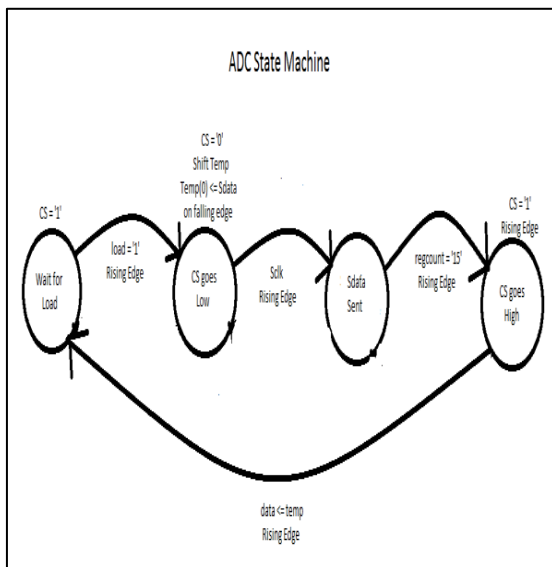 ADC State Machine
CS = '0'
Shift Temp
Temp(0) <= Sdata
on falling edge
CS = '1'
load = '1'
Rising Edge
Sclk
Rising Edge
regcount = '15'
Rising Edge
CS = '1'
Rising Edge
Wait for
Load
CS goes
Low
Sdata
Sent
CS goes
High
data <= temp
Rising Edge